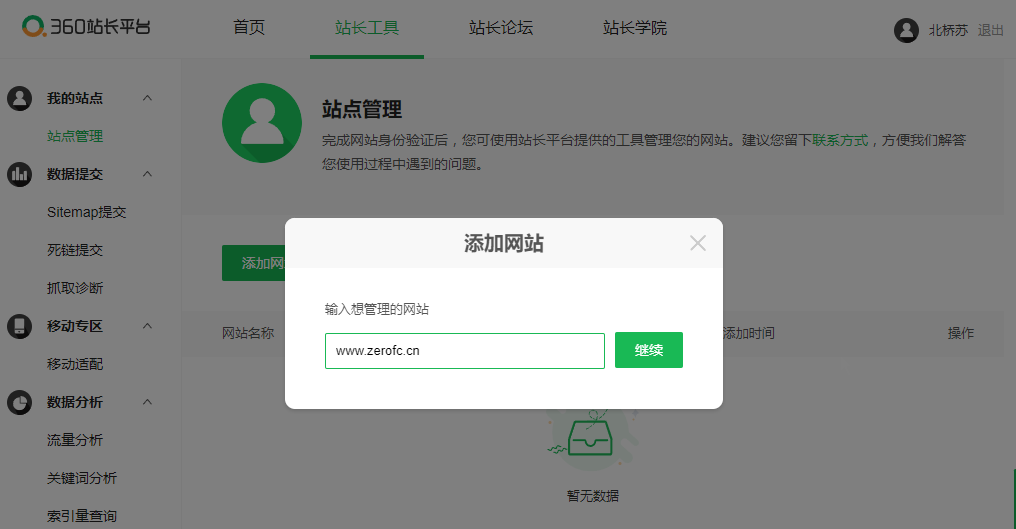 360站长平台
首页
站长工具
站长论坛
站长学院
北桥苏
退出
我的站点
站点管理
数据提交
Sitemap提交
死链提交
抓取诊断
移动专区
移动适配
数据分析
流量分析
关键词分析
索引量查询
站点管理
完成网站身份验证后，您可使用站长平台提供的工具管理您的网站。建议您留下联系方式，方便我们解答
您使用过程中遇到的问题。
添加网
网站名称
添加时间
操作
添加网站
输入想管理的网站
www.zerofc.cn
继续
暂无数据